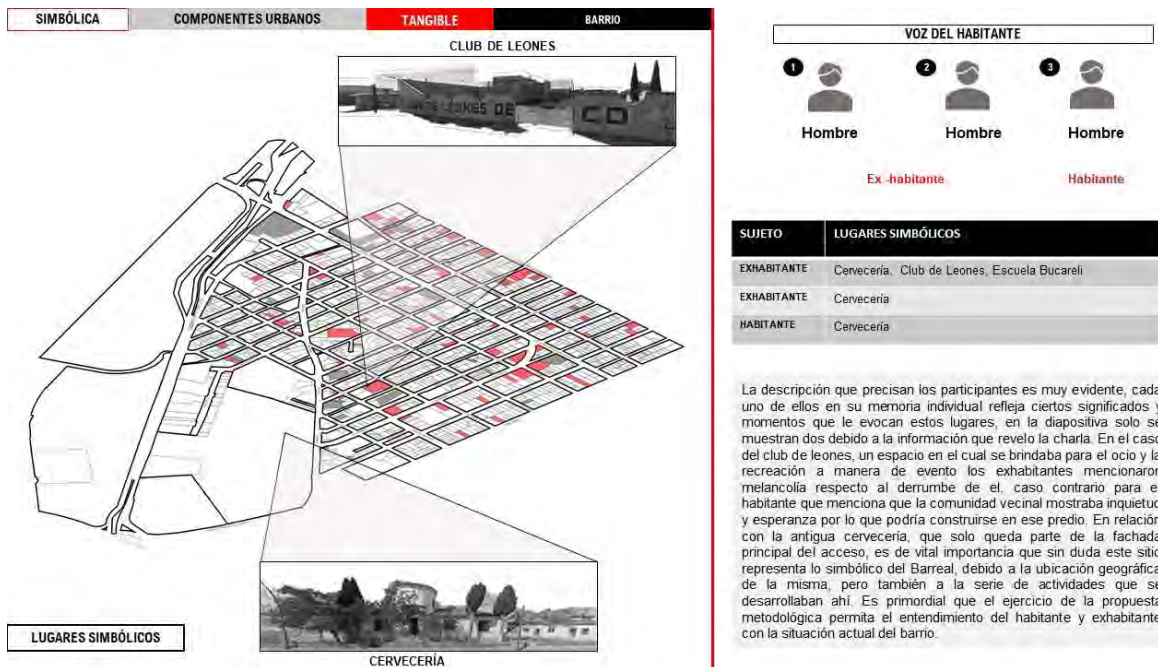 SIMBÓLICA
COMPONENTES URBANOS
TANGIBLE
BARRIO
CLUB DE LEONES
LEONES DE
CD
CERVECERÍA
LUGARES SIMBÓLICOS
VOZ DEL HABITANTE
1
2
3
Hombre
Hombre
Hombre
Ex -habitante
Habitante
SUJETO LUGARES SIMBÓLICOS
EXHABITANTE Cervecería, Club de Leones, Escuela Bucareli
EXHABITANTE Cervecería
HABITANTE Cervecería
La descripción que precisan los participantes es muy evidente, cada
uno de ellos en su memoria individual refleja ciertos significados y
momentos que le evocan estos lugares, en la diapositiva solo se
muestran dos debido a la información que revelo la charla. En el caso
del club de leones, un espacio en el cual se brindaba para el ocio y la
recreación a manera de evento los exhabitantes mencionaron
melancolía respecto al derrumbe de el, caso contrario para el
habitante que menciona que la comunidad vecinal mostraba inquietud
y esperanza por lo que podría construirse en ese predio. En relación
con la antigua cervecería, que solo queda parte de la fachada
principal del acceso, es de vital importancia que sin duda este sitio
representa lo simbólico del Barreal, debido a la ubicación geográfica
de la misma, pero también a la serie de actividades que se
desarrollaban ahí. Es primordial que el ejercicio de la propuesta
metodológica permita el entendimiento del habitante y exhabitante
con la situación actual del barrio.